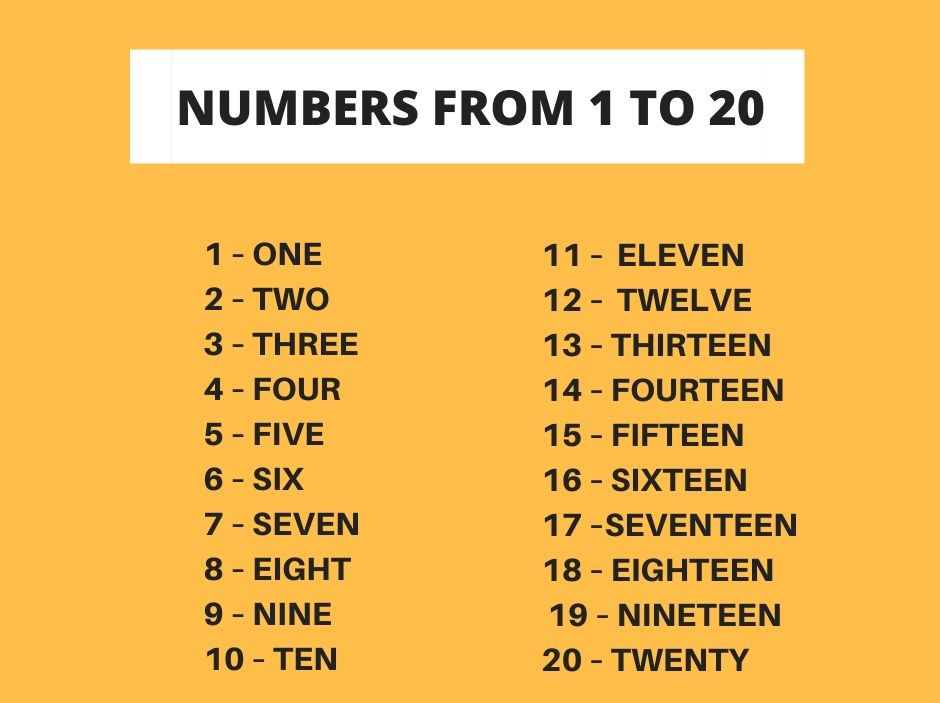 NUMBERS FROM 1 TO 20
1 – ONE
2 – TWO
3 – THREE
4 – FOUR
5 – FIVE
6 – SIX
7 – SEVEN
8 – EIGHT
9 – NINE
10 – TEN
11 – ELEVEN
12 – TWELVE
13 – THIRTEEN
14 – FOURTEEN
15 – FIFTEEN
16 – SIXTEEN
17 –SEVENTEEN
18 – EIGHTEEN
19 – NINETEEN
20 – TWENTY